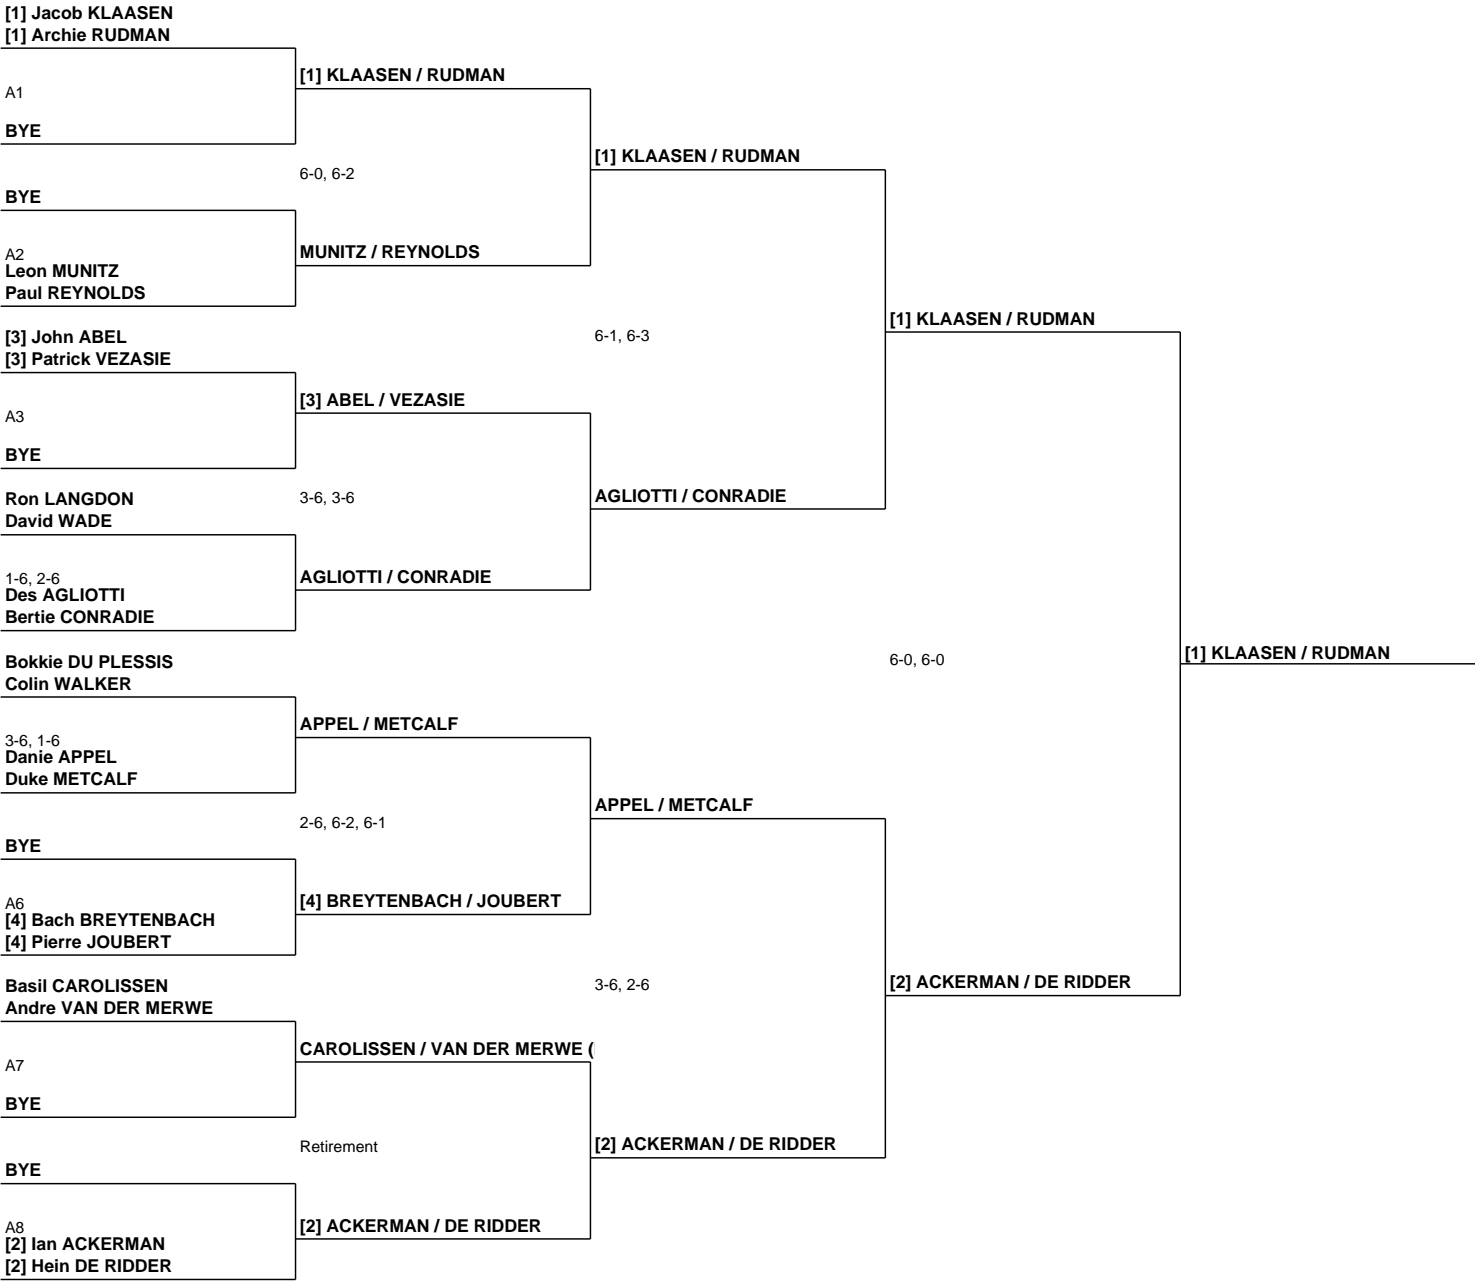 [1] Jacob KLAASEN
[1] Archie RUDMAN
[1] KLAASEN / RUDMAN
A1
BYE
[1] KLAASEN / RUDMAN
6-0, 6-2
BYE
MUNITZ / REYNOLDS
A2
Leon MUNITZ
Paul REYNOLDS
[1] KLAASEN / RUDMAN
[3] John ABEL
6-1, 6-3
[3] Patrick VEZASIE
[3] ABEL / VEZASIE
A3
BYE
Ron LANGDON
3-6, 3-6
AGLIOTTI / CONRADIE
David WADE
1-6, 2-6
AGLIOTTI / CONRADIE
Des AGLIOTTI
Bertie CONRADIE
Bokkie DU PLESSIS
6-0, 6-0
[1] KLAASEN / RUDMAN
Colin WALKER
APPEL / METCALF
3-6, 1-6
Danie APPEL
Duke METCALF
APPEL / METCALF
2-6, 6-2, 6-1
BYE
A6
[4] BREYTENBACH / JOUBERT
[4] Bach BREYTENBACH
[4] Pierre JOUBERT
Basil CAROLISSEN
3-6, 2-6
[2] ACKERMAN / DE RIDDER
Andre VAN DER MERWE
CAROLISSEN / VAN DER MERWE (
A7
BYE
Retirement
[2] ACKERMAN / DE RIDDER
BYE
A8
[2] ACKERMAN / DE RIDDER
[2] Ian ACKERMAN
[2] Hein DE RIDDER